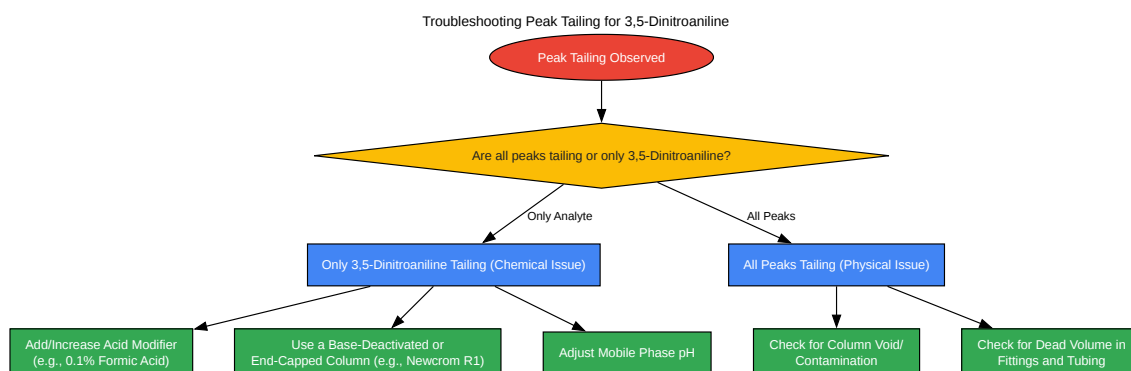 Troubleshooting Peak Tailing for 3,5-Dinitroaniline
Peak Tailing Observed
Are all peaks tailing or only 3,5-Dinitroaniline?
Only Analyte
All Peaks
Only 3,5-Dinitroaniline Tailing (Chemical Issue)
All Peaks Tailing (Physical Issue)
Add/Increase Acid Modifier
(e.g., 0.1% Formic Acid)
Use a Base-Deactivated or
End-Capped Column (e.g., Newcrom R1)
Adjust Mobile Phase pH
Check for Column Void/
Contamination
Check for Dead Volume in
Fittings and Tubing